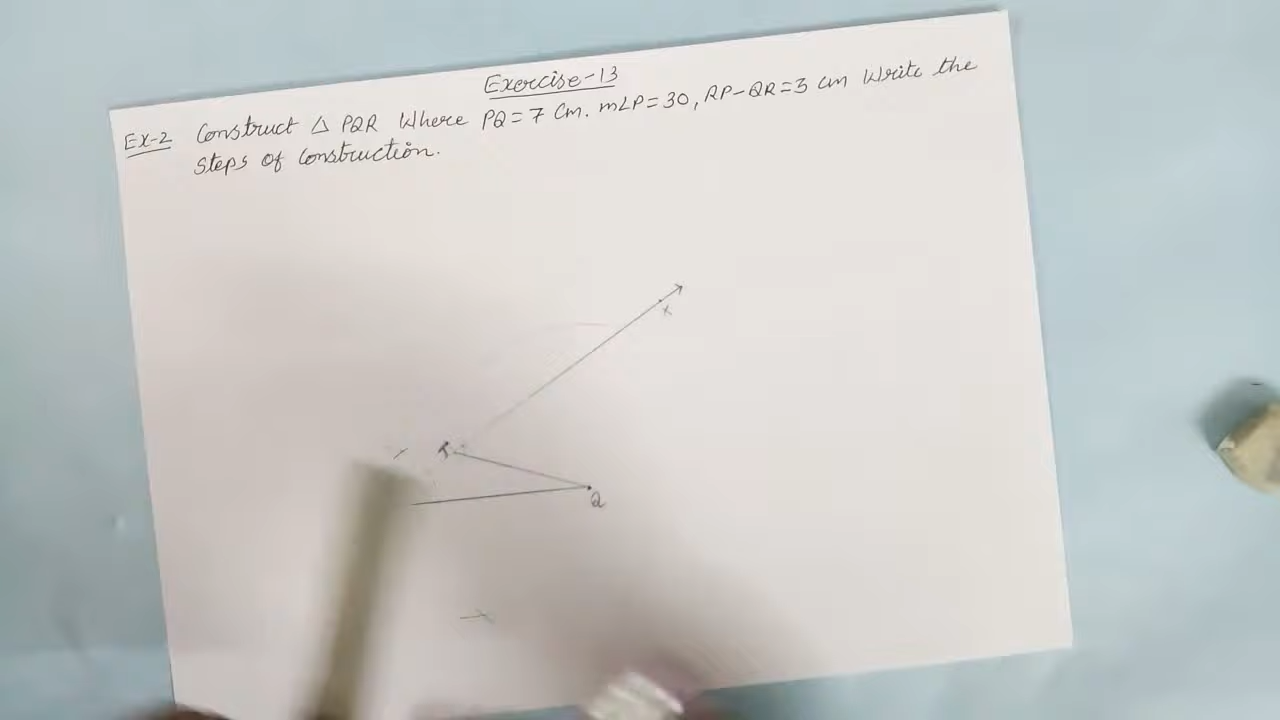 Exercise-13
EX-2 Construct △ PQR Where PQ = 7 Cm. m∠P = 30, RP-QR = 3 cm Write the
Steps of Construction.
X
Q